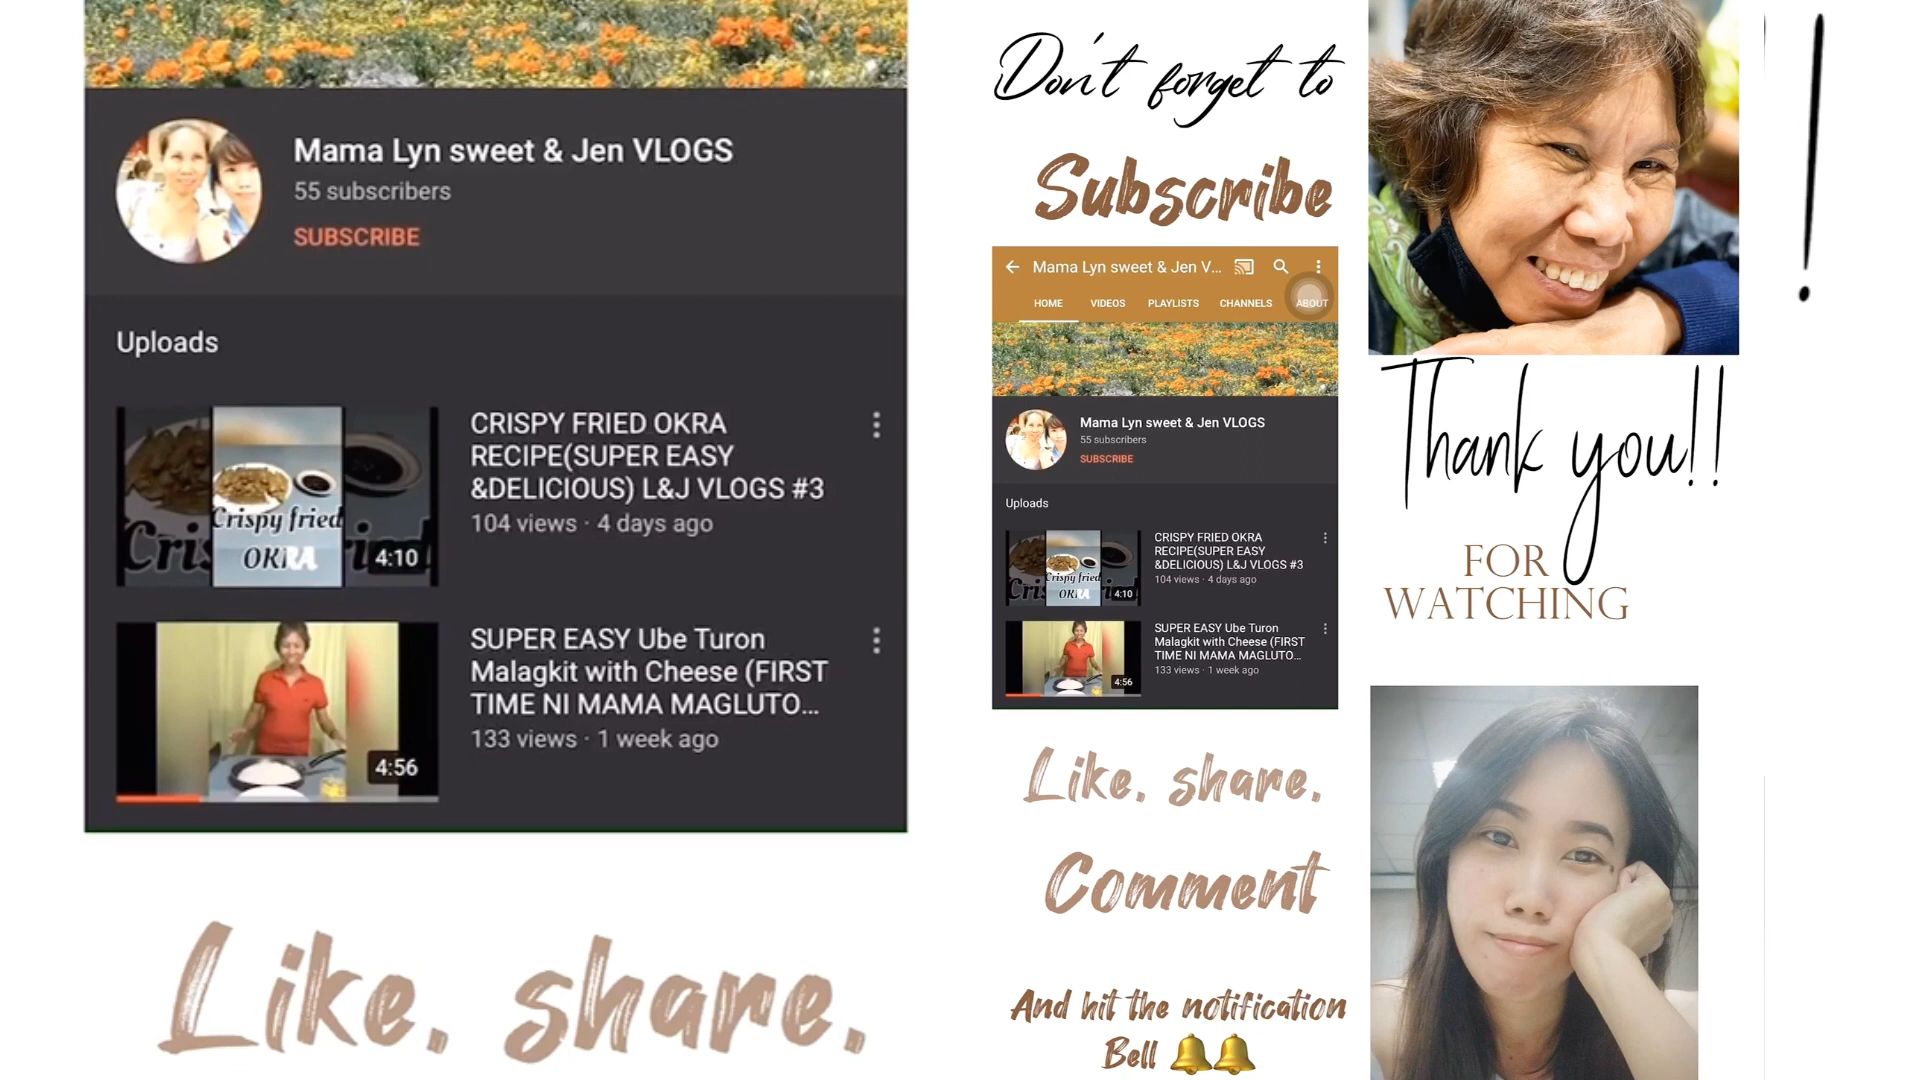 Mama Lyn sweet & Jen VLOGS
55 subscribers
SUBSCRIBE
Uploads
CRISPY FRIED OKRA
RECIPE(SUPER EASY
&DELICIOUS) L&J VLOGS #3
104 views · 4 days ago
Crispy fried
OKRA
4:10
SUPER EASY Ube Turon
Malagkit with Cheese (FIRST
TIME NI MAMA MAGLUTO...
133 views · 1 week ago
4:56
Like. share.
Don't forget to
Subscribe
Mama Lyn sweet & Jen V...
HOME VIDEOS PLAYLISTS CHANNELS ABOUT
Mama Lyn sweet & Jen VLOGS
55 subscribers
SUBSCRIBE
Uploads
CRISPY FRIED OKRA
RECIPE(SUPER EASY
&DELICIOUS) L&J VLOGS #3
104 views · 4 days ago
Crispy fried
OKRA
4:10
SUPER EASY Ube Turon
Malagkit with Cheese (FIRST
TIME NI MAMA MAGLUTO...
133 views · 1 week ago
4:56
Like. share.
Comment
And hit the notification
Bell 🔔🔔
Thank you!!
FOR
WATCHING
!